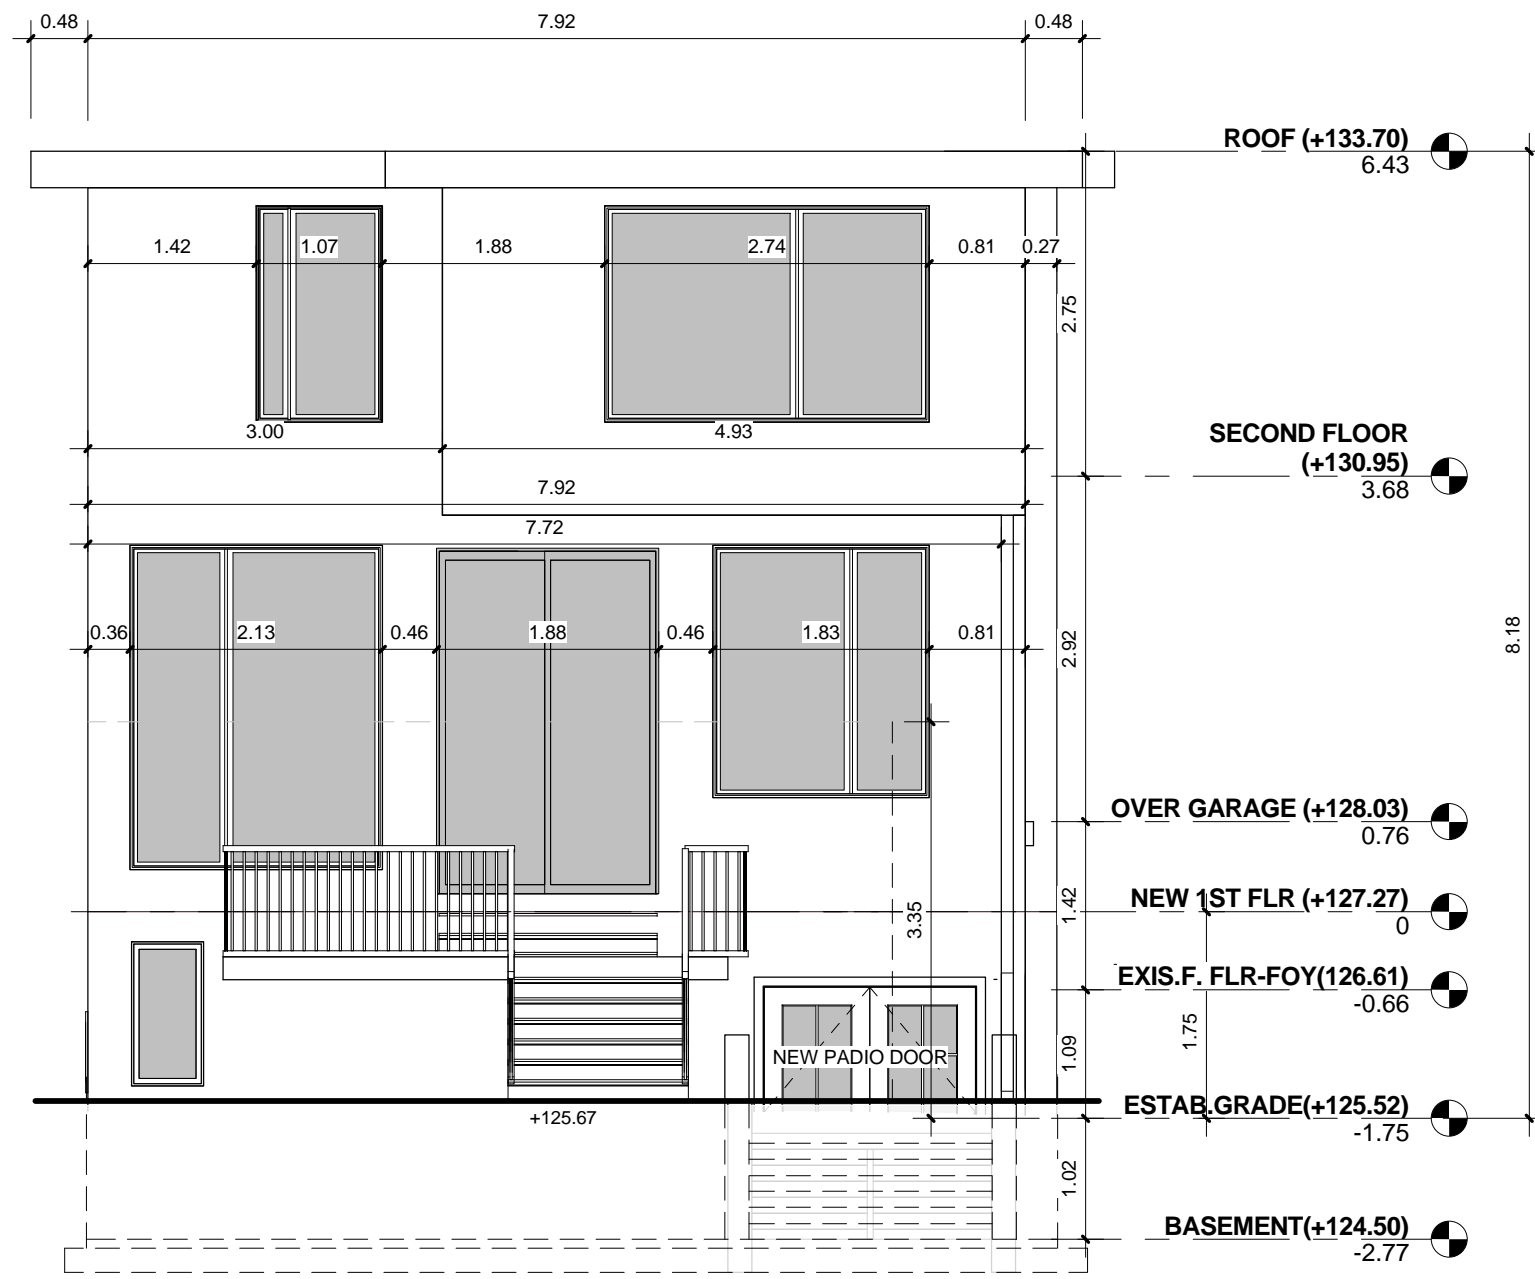 0.48 7.92 0.48
ROOF (+133.70)
6.43
1.42 1.07 1.88 2.74 0.81 0.27
2.75
3.00 4.93
SECOND FLOOR
(+130.95)
3.68
7.92
7.72
0.36 2.13 0.46 1.88 0.46 1.83 0.81
2.92
8.18
OVER GARAGE (+128.03)
0.76
1.42
3.35
NEW 1ST FLR (+127.27)
0
EXIS.F. FLR-FOY(126.61)
-0.66
1.75
1.09
NEW PADIO DOOR
ESTAB.GRADE(+125.52)
-1.75
+125.67
1.02
BASEMENT(+124.50)
-2.77